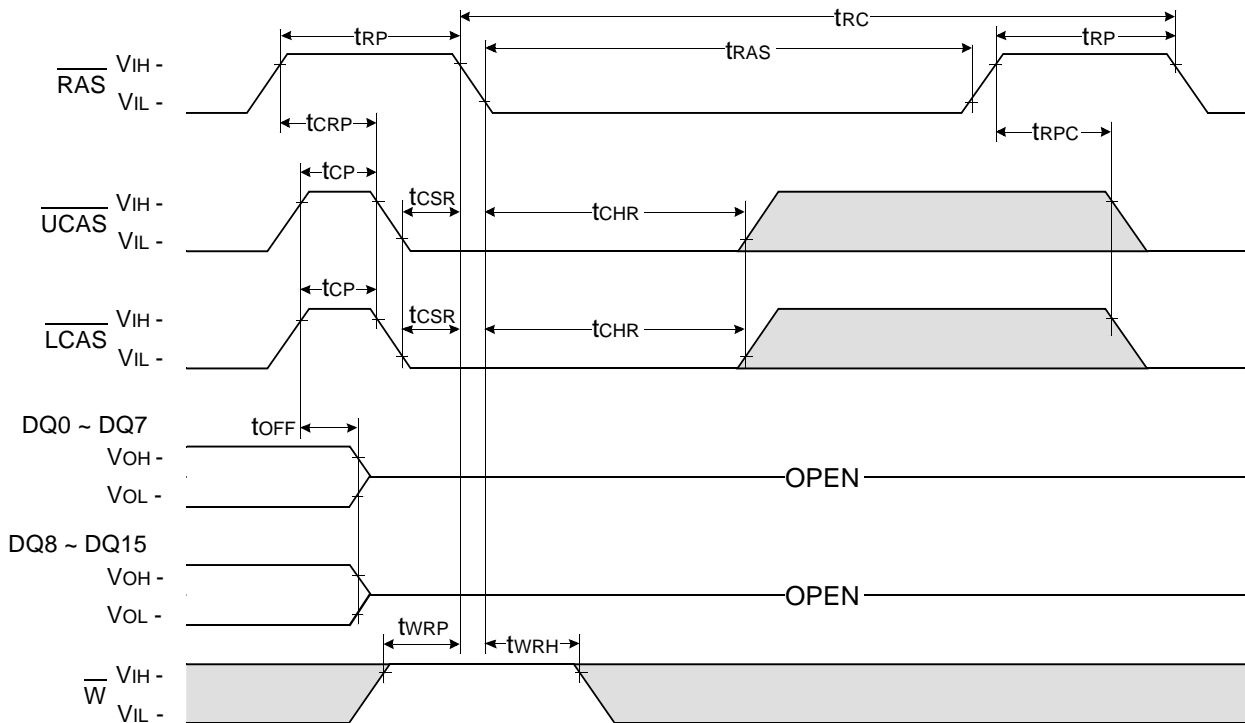 tRC
tRP
tRAS
tRP
RAS
VIH -
VIL -
tCRP
tRPC
tCP
tCSR
tCHR
UCAS
VIH -
VIL -
tCP
tCSR
tCHR
LCAS
VIH -
VIL -
DQ0 ~ DQ7
tOFF
VOH -
VOL -
OPEN
DQ8 ~ DQ15
VOH -
VOL -
OPEN
tWRP
tWRH
W
VIH -
VIL -